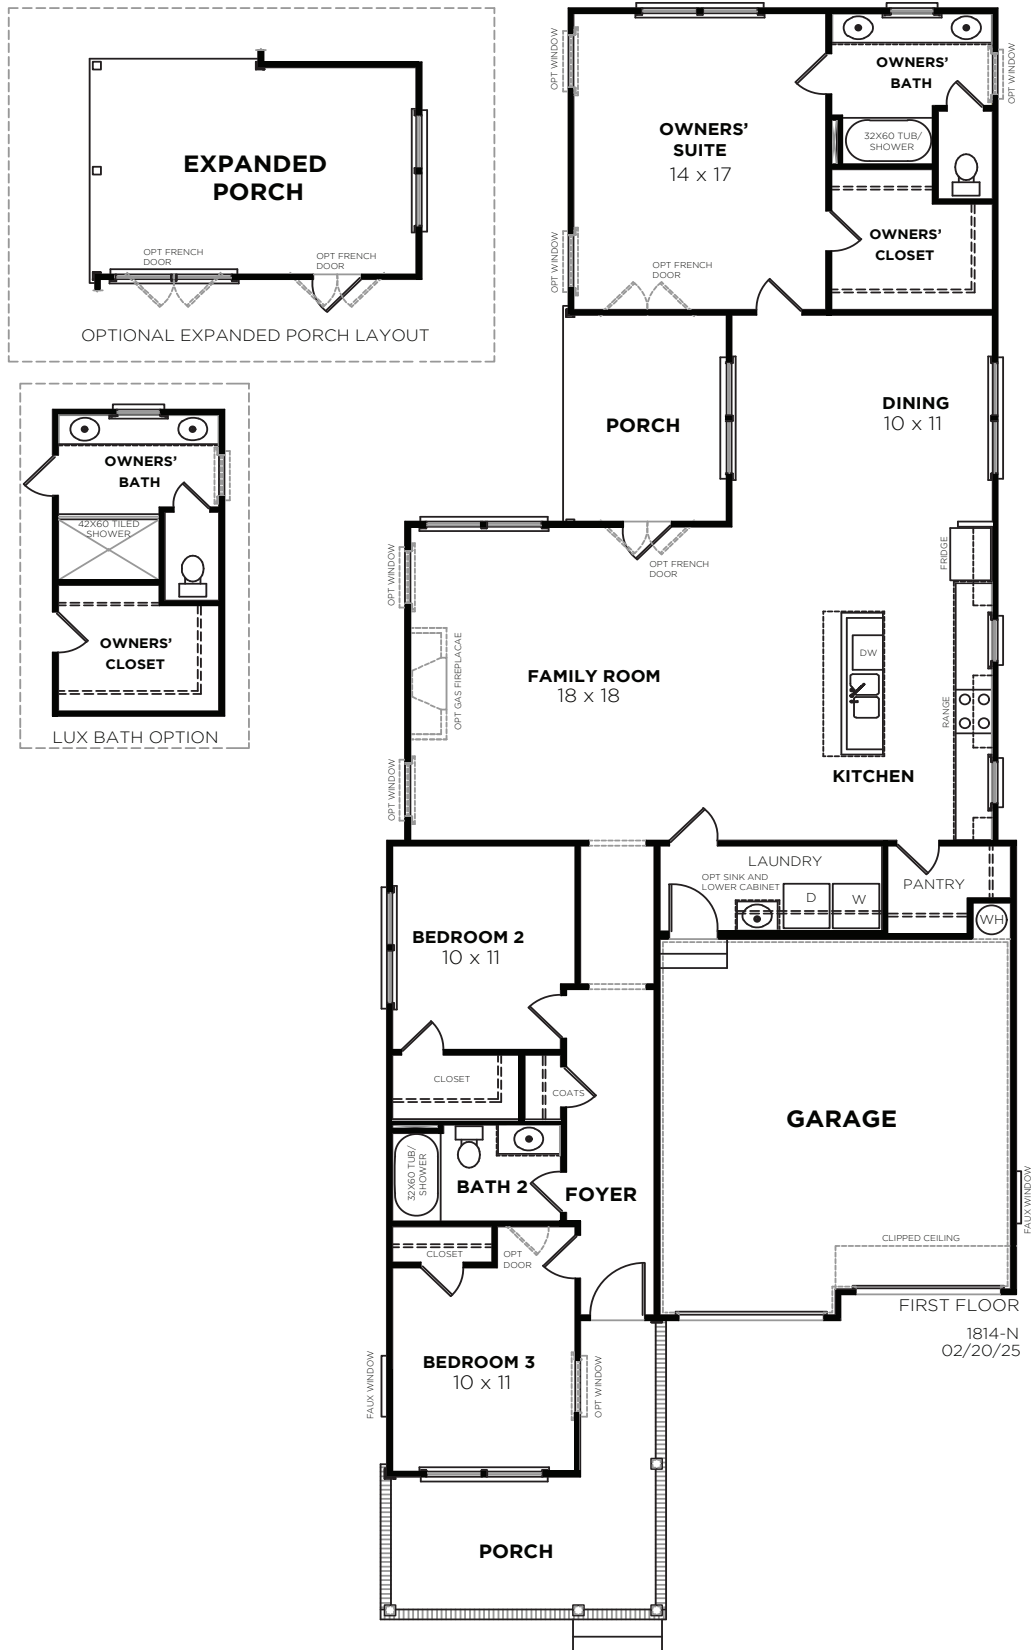 EXPANDED
PORCH
OPT FRENCH
DOOR
OPT FRENCH
DOOR
OPTIONAL EXPANDED PORCH LAYOUT
OWNERS'
BATH
42X60 TILED
SHOWER
OWNERS'
CLOSET
LUX BATH OPTION
OPT WINDOW
OWNERS'
SUITE
14 x 17
OWNERS'
BATH
OPT WINDOW
32X60 TUB/
SHOWER
OWNERS'
CLOSET
OPT WINDOW
OPT FRENCH
DOOR
PORCH
DINING
10 x 11
OPT WINDOW
OPT FRENCH
DOOR
FRIDGE
OPT GAS FIREPLACAE
FAMILY ROOM
18 x 18
DW
RANGE
KITCHEN
OPT WINDOW
LAUNDRY
OPT SINK AND
LOWER CABINET
D
W
PANTRY
WH
BEDROOM 2
10 x 11
CLOSET
COATS
32X60 TUB/
SHOWER
BATH 2
FOYER
GARAGE
FAUX WINDOW
CLIPPED CEILING
CLOSET
OPT
DOOR
BEDROOM 3
10 x 11
FAUX WINDOW
OPT WINDOW
PORCH
FIRST FLOOR
1814-N
02/20/25